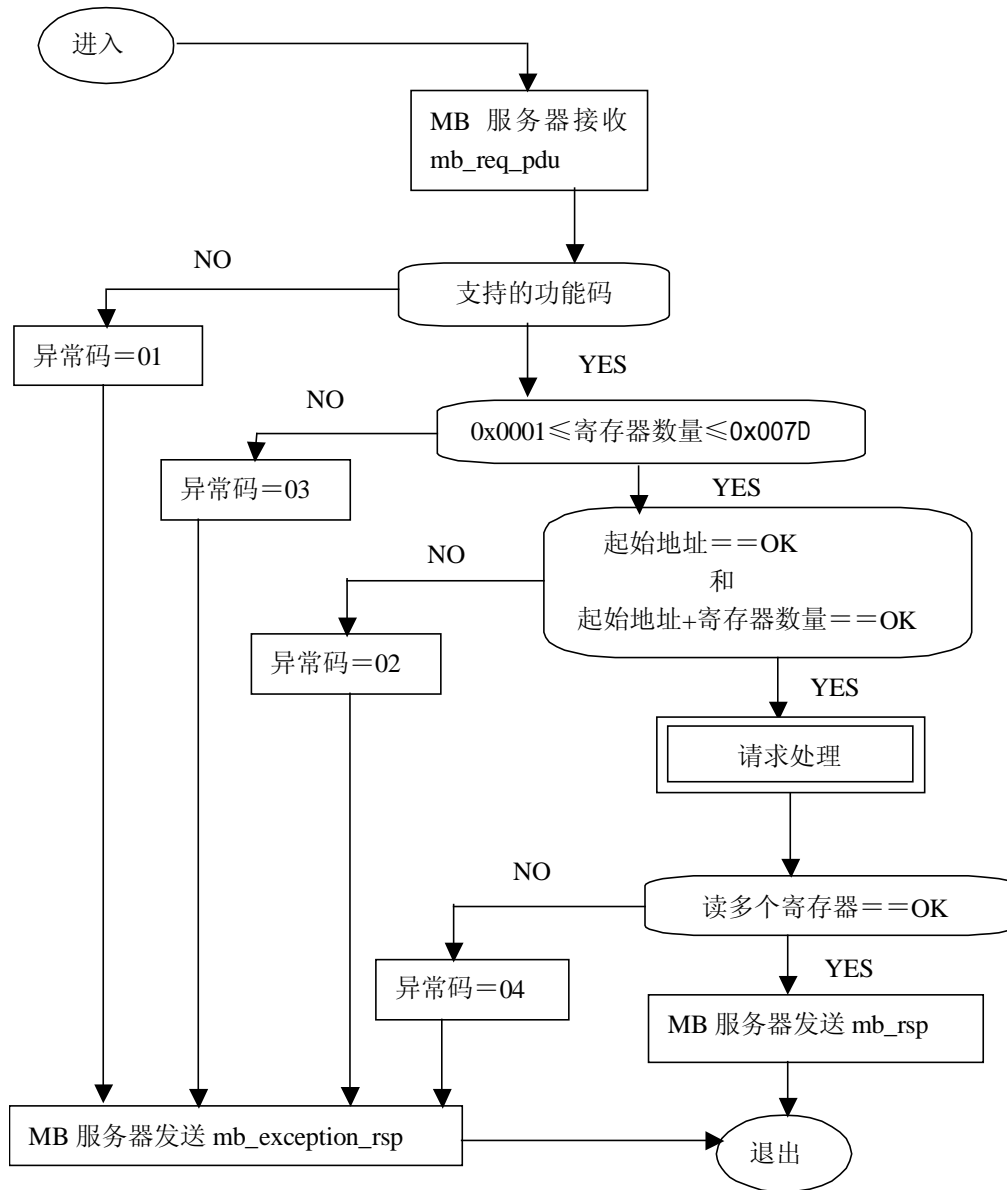 进入
MB 服务器接收
mb_req_pdu
NO
支持的功能码
异常码＝01
YES
NO
0x0001≤寄存器数量≤0x007D
异常码＝03
YES
起始地址＝＝OK
NO
和
起始地址+寄存器数量＝＝OK
异常码＝02
YES
请求处理
NO
读多个寄存器＝＝OK
YES
异常码＝04
MB 服务器发送 mb_rsp
MB 服务器发送 mb_exception_rsp
退出